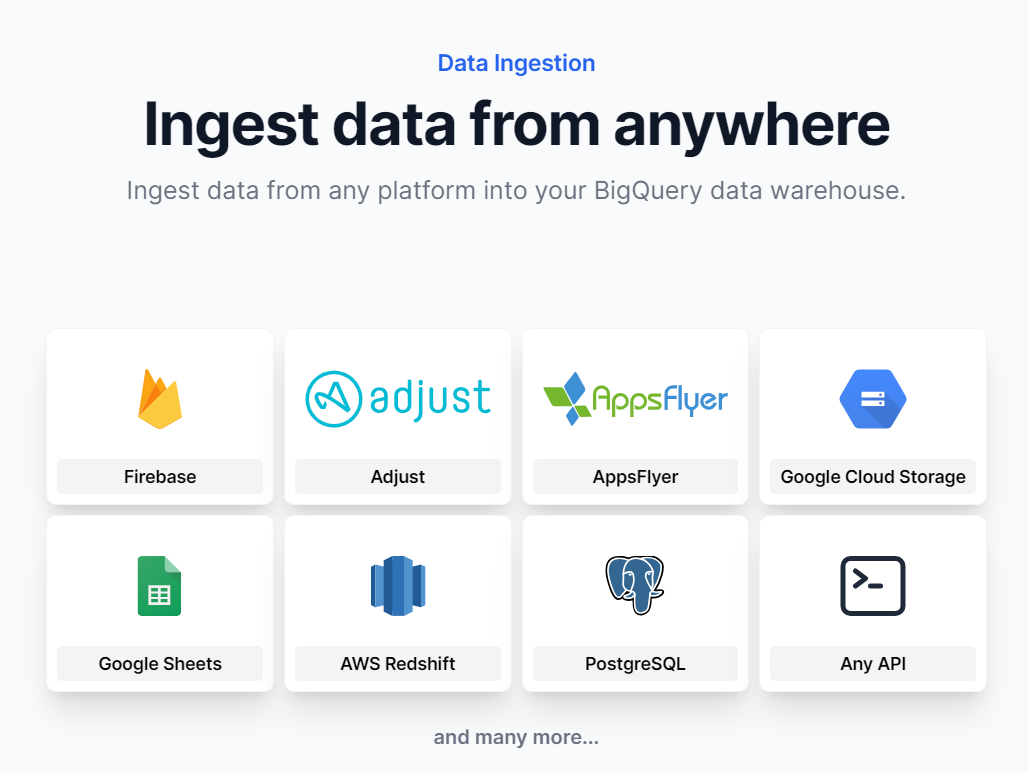 Data Ingestion
Ingest data from anywhere
Ingest data from any platform into your BigQuery data warehouse.
adjust
AppsFlyer
Firebase
Adjust
AppsFlyer
Google Cloud Storage
Google Sheets
AWS Redshift
PostgreSQL
Any API
and many more...